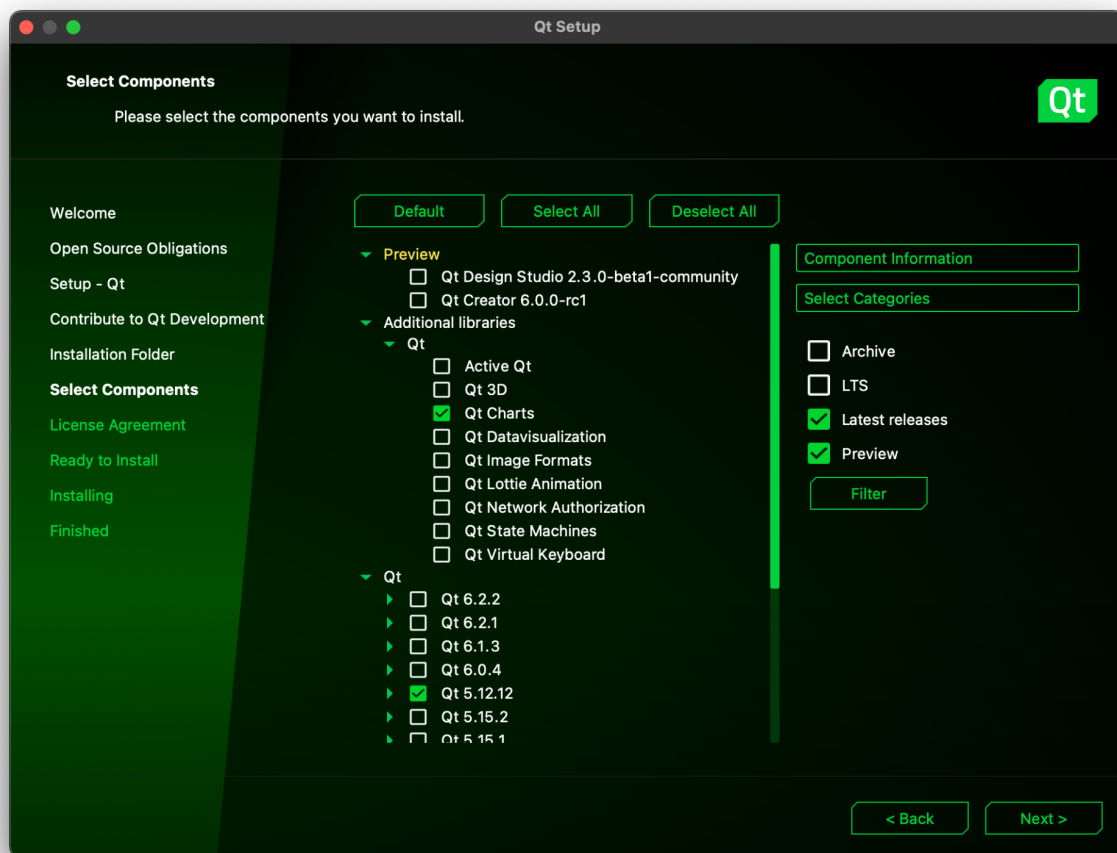 Qt Setup
Select Components
Please select the components you want to install.
Qt
Welcome
Open Source Obligations
Setup - Qt
Contribute to Qt Development
Installation Folder
Select Components
License Agreement
Ready to Install
Installing
Finished
Default
Select All
Deselect All
Preview
Qt Design Studio 2.3.0-beta1-community
Qt Creator 6.0.0-rc1
Additional libraries
Qt
Active Qt
Qt 3D
Qt Charts
Qt Datavisualization
Qt Image Formats
Qt Lottie Animation
Qt Network Authorization
Qt State Machines
Qt Virtual Keyboard
Qt
Qt 6.2.2
Qt 6.2.1
Qt 6.1.3
Qt 6.0.4
Qt 5.12.12
Qt 5.15.2
Qt 5.15.1
Component Information
Select Categories
Archive
LTS
Latest releases
Preview
Filter
< Back
Next >